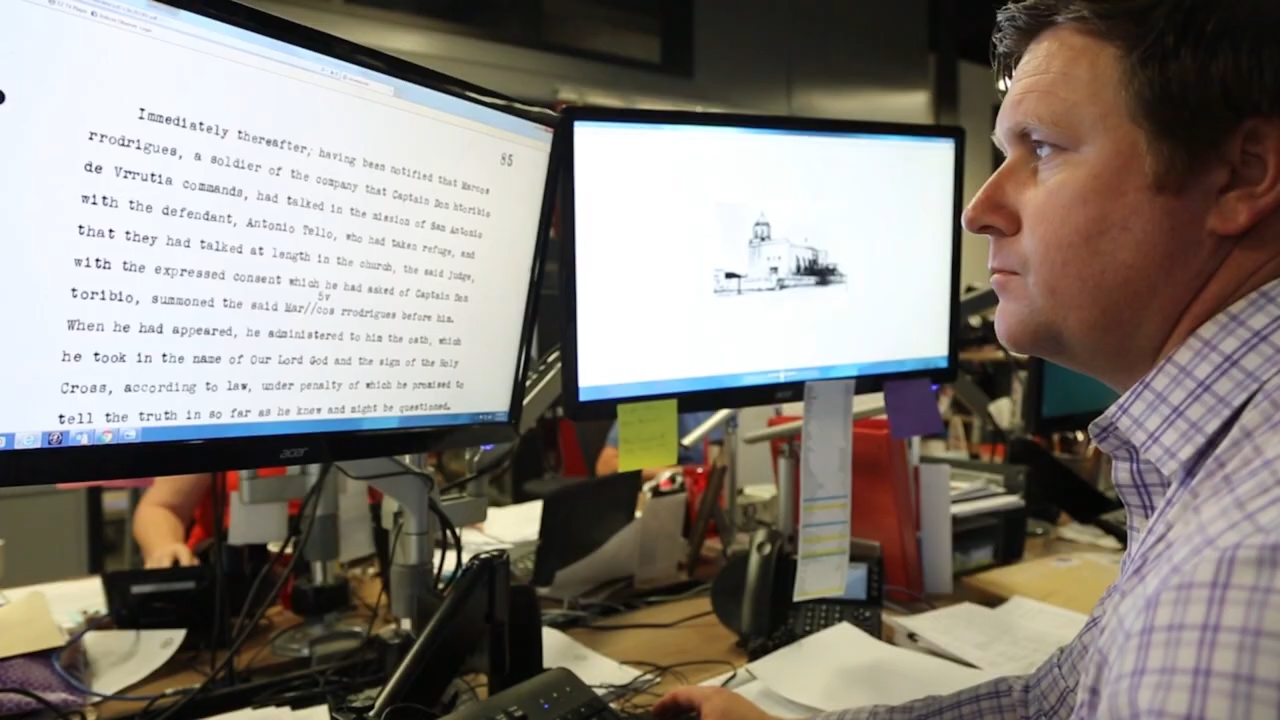 85
Immediately thereafter, having been notified that Marcos
rrodrigues, a soldier of the company that Captain Don htoribio
de Vrrutia commands, had talked in the mission of San Antonio
with the defendant, Antonio Tello, who had taken refuge, and
that they had talked at length in the church, the said judge,
with the expressed consent which he had asked of Captain Don
5v
toribio, summoned the said Mar//cos rrodrigues before him.
When he had appeared, he administered to him the oath, which
he took in the name of Our Lord God and the sign of the Holy
Cross, according to law, under penalty of which he promised to
tell the truth in so far as he knew and might be questioned.
acer
acer